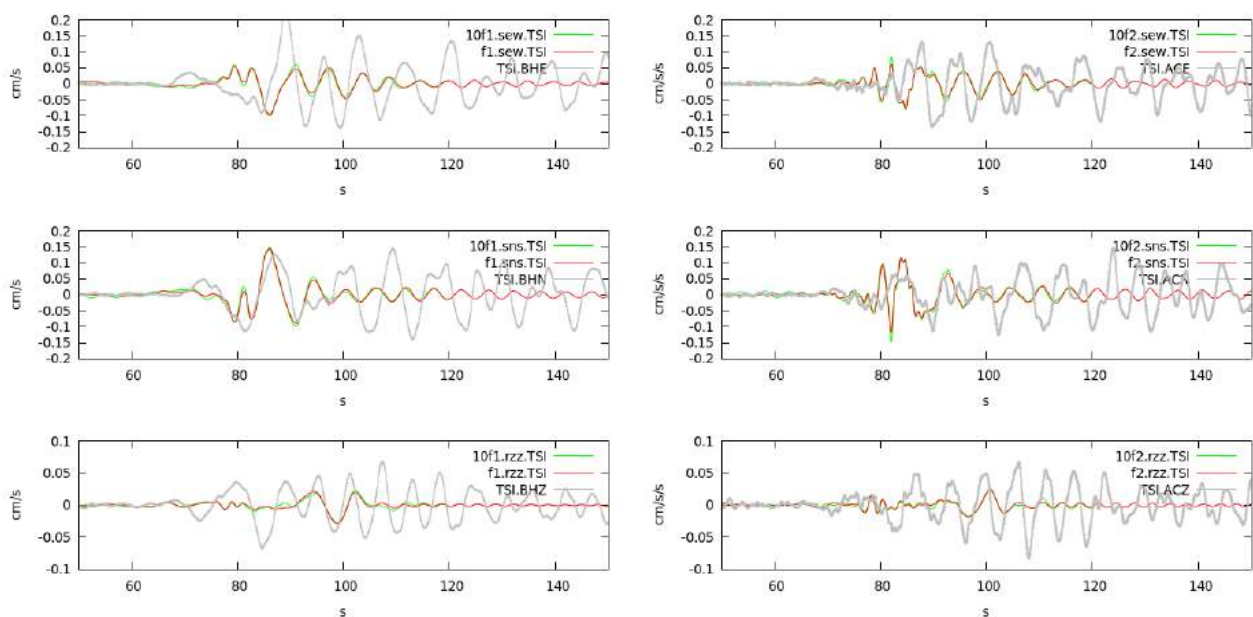 0.2
0.15
0.1
0.05
0
-0.05
-0.1
-0.15
-0.2
cm/s
10f1.sew.TSI
f1.sew.TSI
TSI.BHE
60 80 100 120 140
s
0.2
0.15
0.1
0.05
0
-0.05
-0.1
-0.15
-0.2
cm/s/s
10f2.sew.TSI
f2.sew.TSI
TSI.ACE
60 80 100 120 140
s
0.2
0.15
0.1
0.05
0
-0.05
-0.1
-0.15
-0.2
cm/s
10f1.sns.TSI
f1.sns.TSI
TSI.BHN
60 80 100 120 140
s
0.2
0.15
0.1
0.05
0
-0.05
-0.1
-0.15
-0.2
cm/s/s
10f2.sns.TSI
f2.sns.TSI
TSI.ACN
60 80 100 120 140
s
0.1
0.05
0
-0.05
-0.1
cm/s
10f1.rzz.TSI
f1.rzz.TSI
TSI.BHZ
60 80 100 120 140
s
0.1
0.05
0
-0.05
-0.1
cm/s/s
10f2.rzz.TSI
f2.rzz.TSI
TSI.ACZ
60 80 100 120 140
s